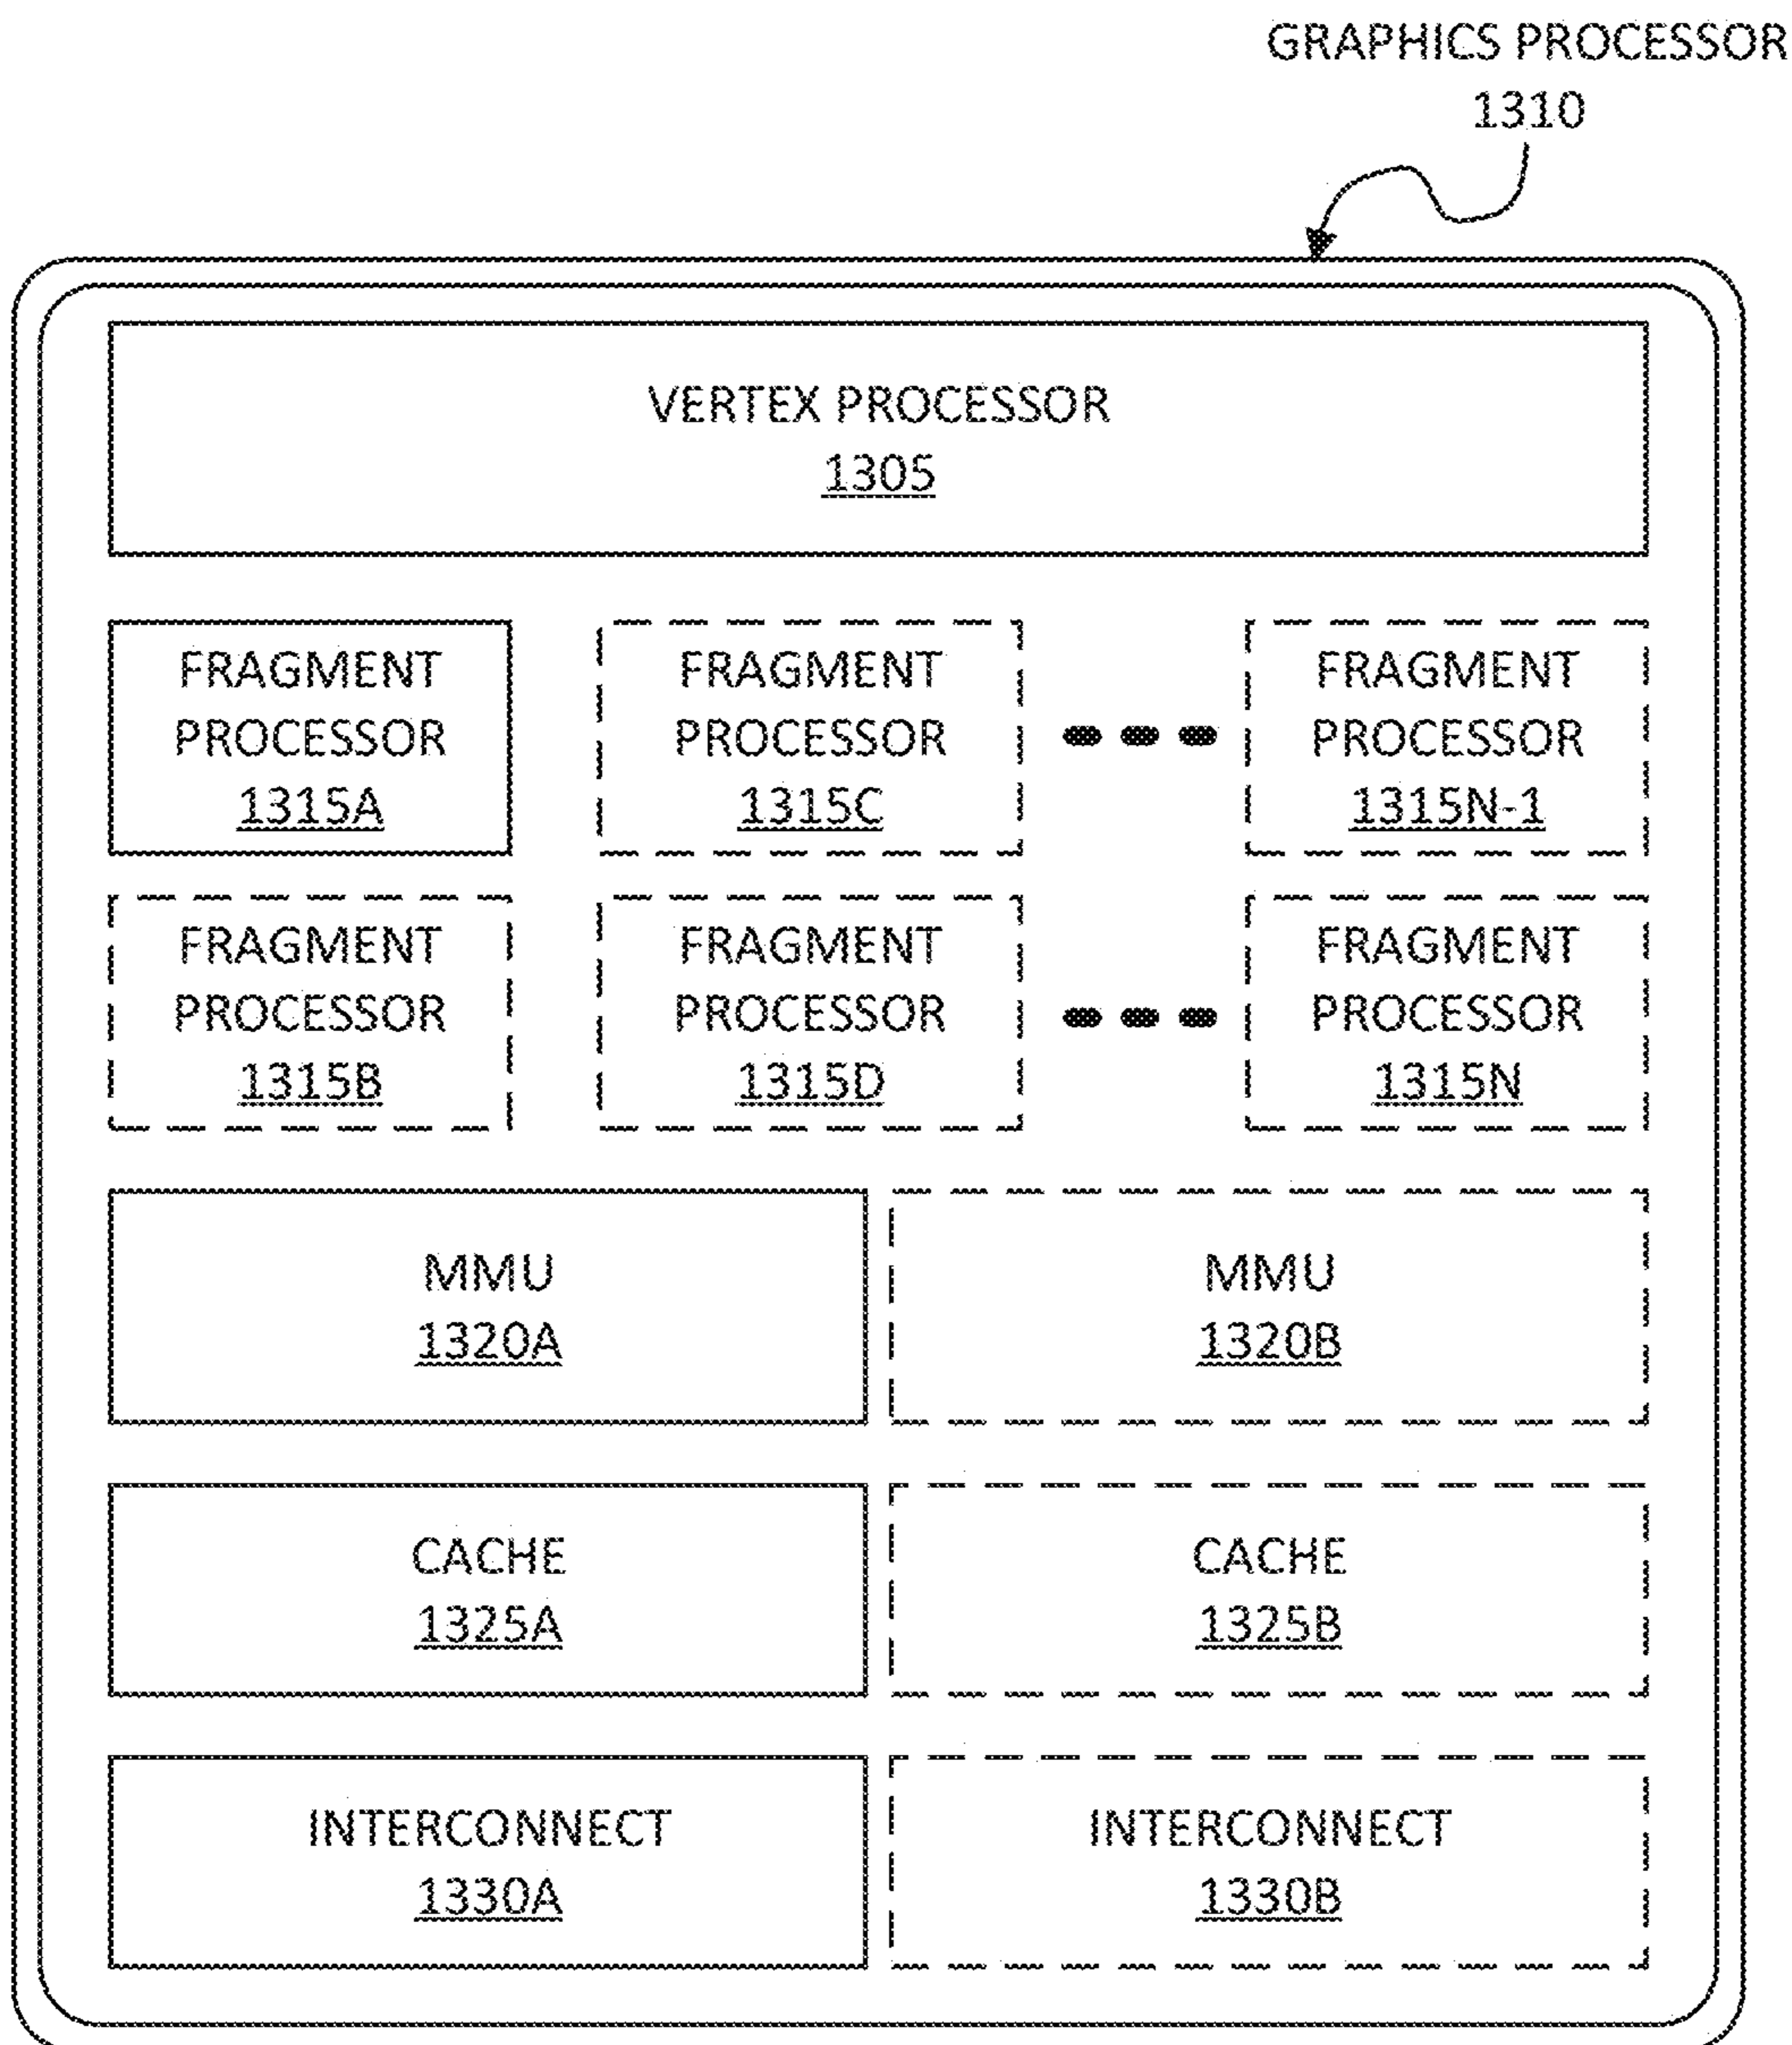 GRAPHICS PROCESSOR
1310
VERTEX PROCESSOR
1305
FRAGMENT
PROCESSOR
1315A
FRAGMENT
PROCESSOR
1315C
FRAGMENT
PROCESSOR
1315N-1
FRAGMENT
PROCESSOR
1315B
FRAGMENT
PROCESSOR
1315D
FRAGMENT
PROCESSOR
1315N
MMU
1320A
MMU
1320B
CACHE
1325A
CACHE
1325B
INTERCONNECT
1330A
INTERCONNECT
1330B